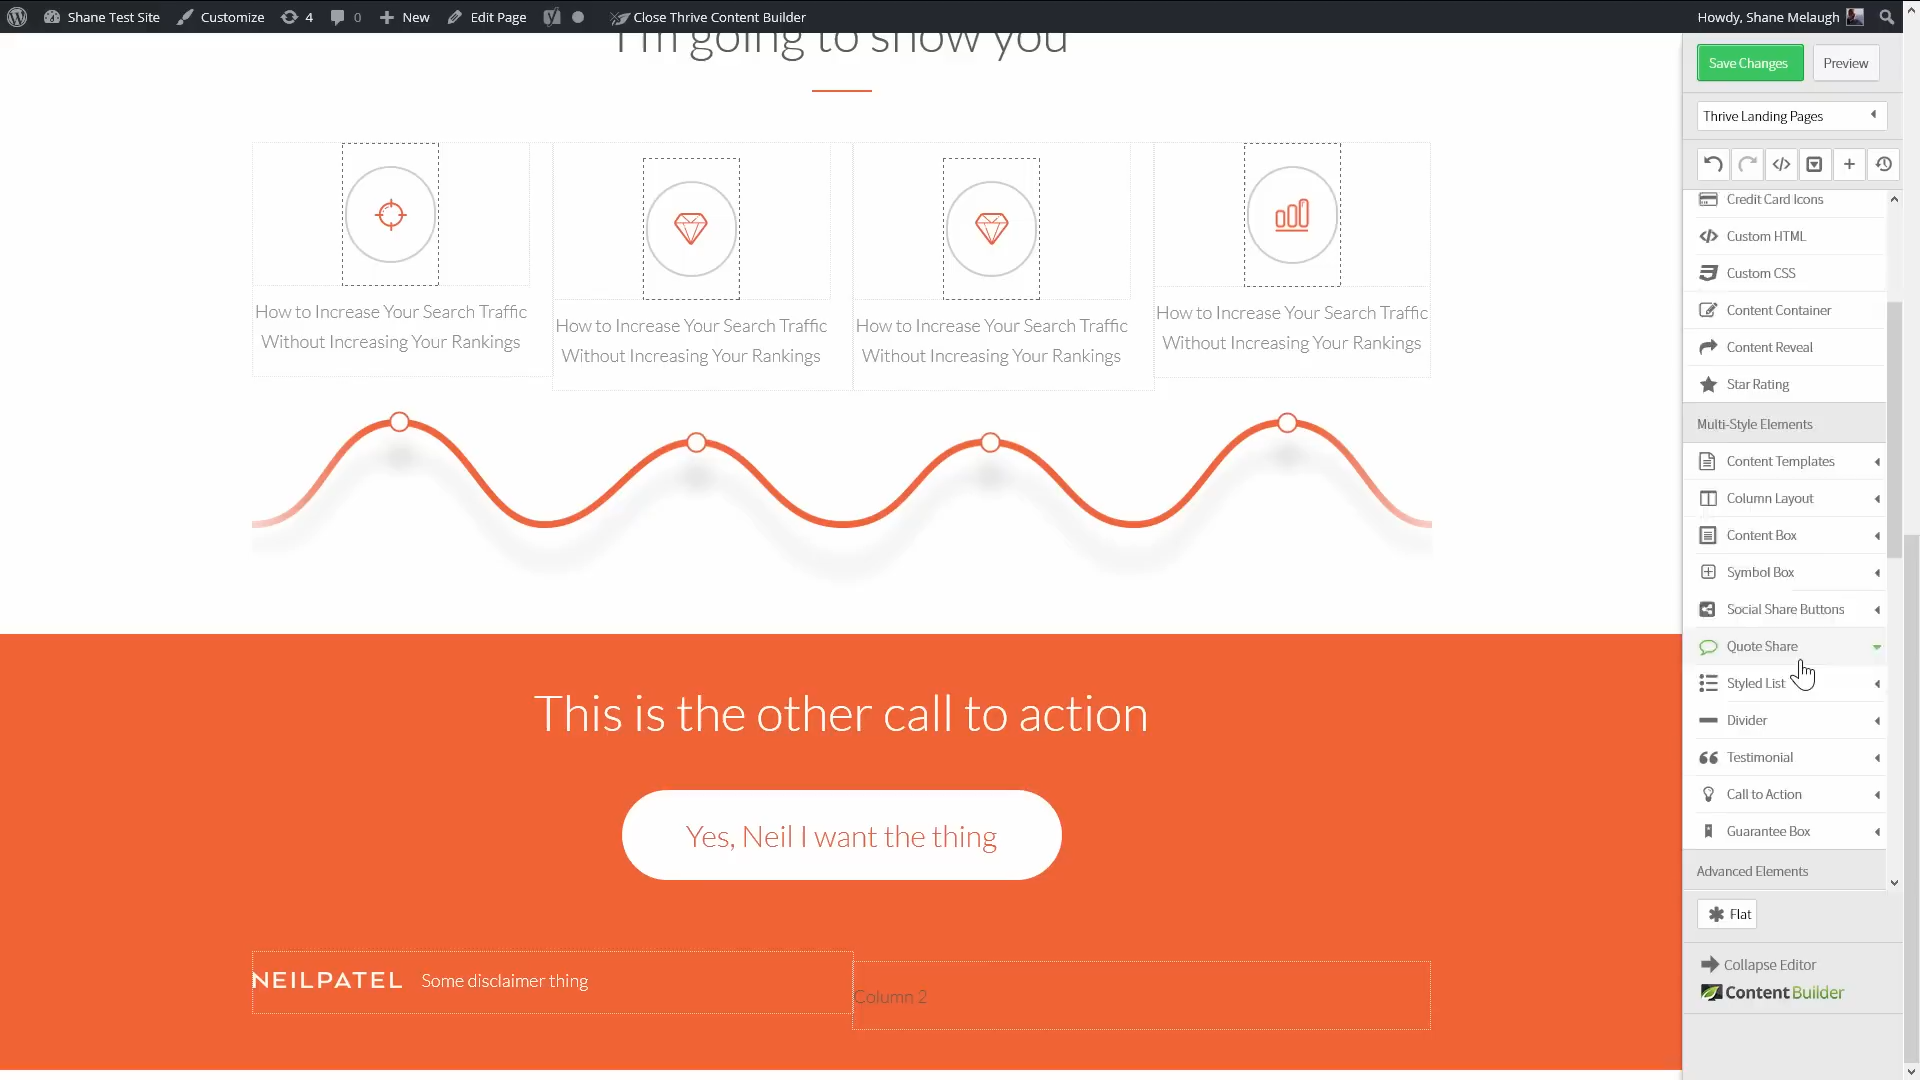 Shane Test Site Customize 4 0 New Edit Page Close Thrive Content Builder Howdy, Shane Melaugh
I'm going to show you
How to Increase Your Search Traffic
Without Increasing Your Rankings
How to Increase Your Search Traffic
Without Increasing Your Rankings
How to Increase Your Search Traffic
Without Increasing Your Rankings
How to Increase Your Search Traffic
Without Increasing Your Rankings
This is the other call to action
Yes, Neil I want the thing
NEILPATEL Some disclaimer thing
Column 2
Save Changes Preview
Thrive Landing Pages
Credit Card Icons
Custom HTML
Custom CSS
Content Container
Content Reveal
Star Rating
Multi-Style Elements
Content Templates
Column Layout
Content Box
Symbol Box
Social Share Buttons
Quote Share
Styled List
Divider
Testimonial
Call to Action
Guarantee Box
Advanced Elements
Flat
Collapse Editor
Content Builder